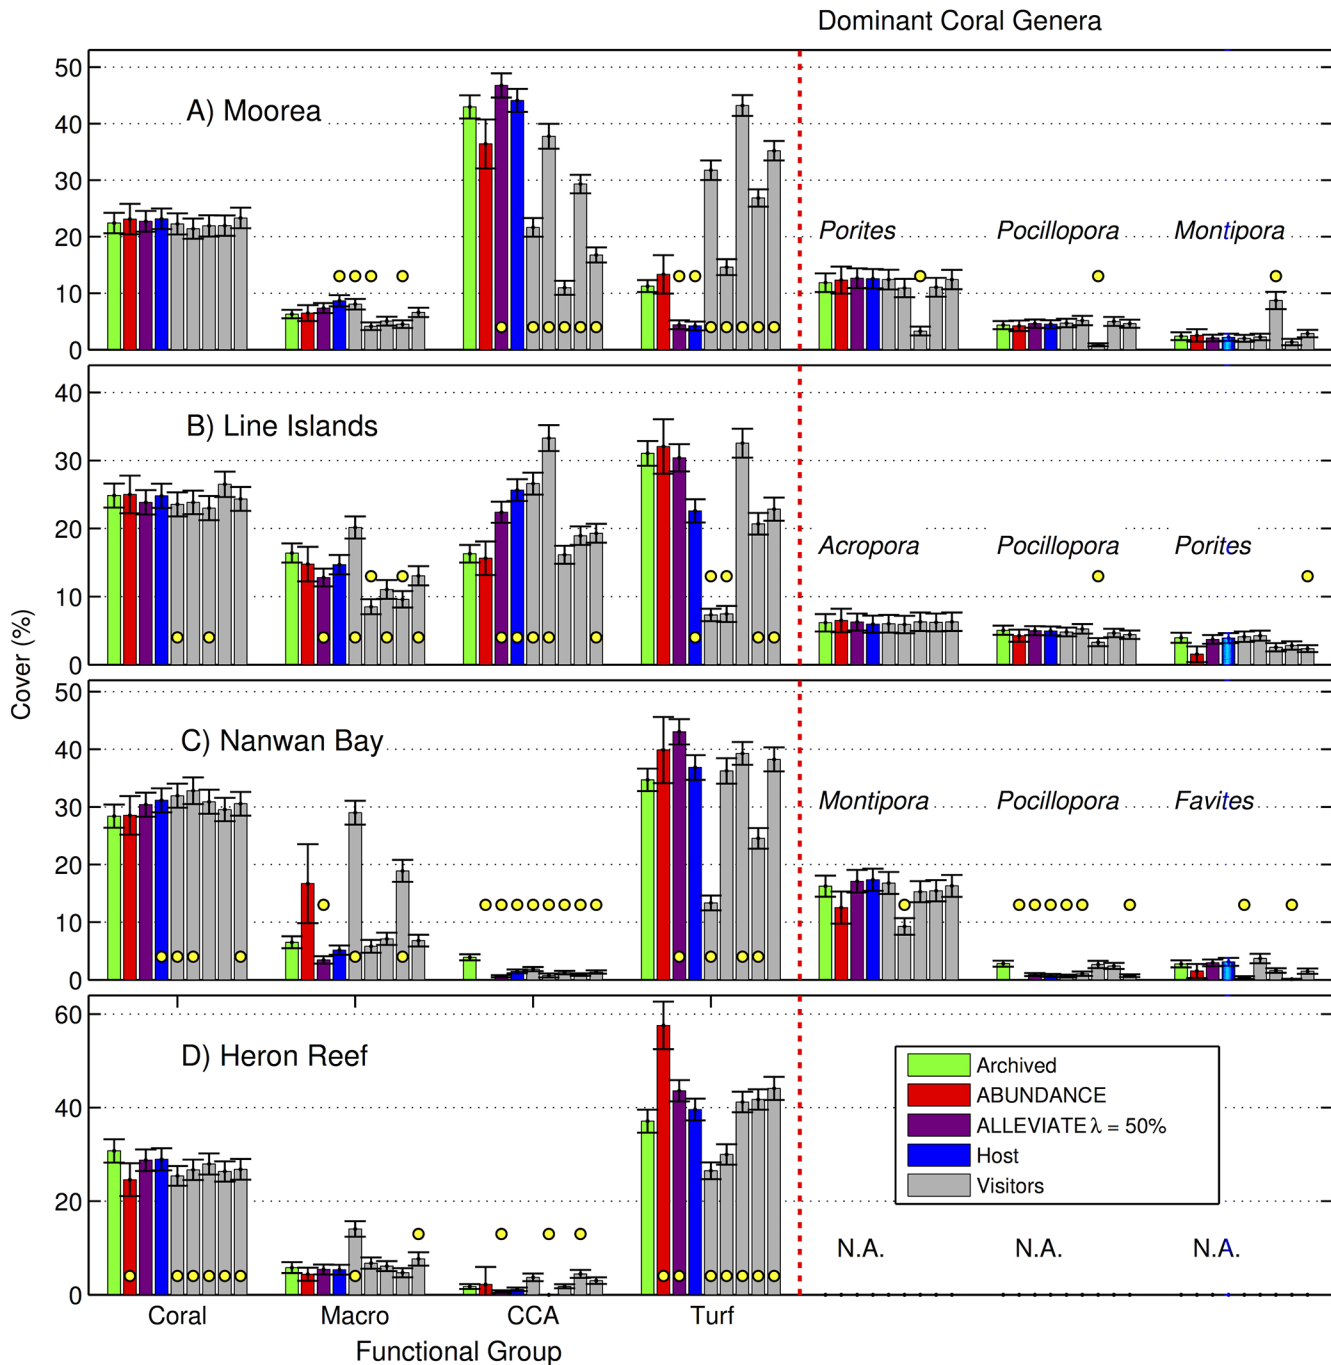 Dominant Coral Genera
50
40
30
20
10
0
A) Moorea
Porites
Pocillopora
Montipora
40
30
20
10
0
B) Line Islands
Acropora
Pocillopora
Porites
Cover (%)
50
40
30
20
10
0
C) Nanwan Bay
Montipora
Pocillopora
Favites
60
40
20
0
D) Heron Reef
Archived
ABUNDANCE
ALLEVIATE λ = 50%
Host
Visitors
N.A.
N.A.
N.A.
Coral
Macro
CCA
Turf
Functional Group